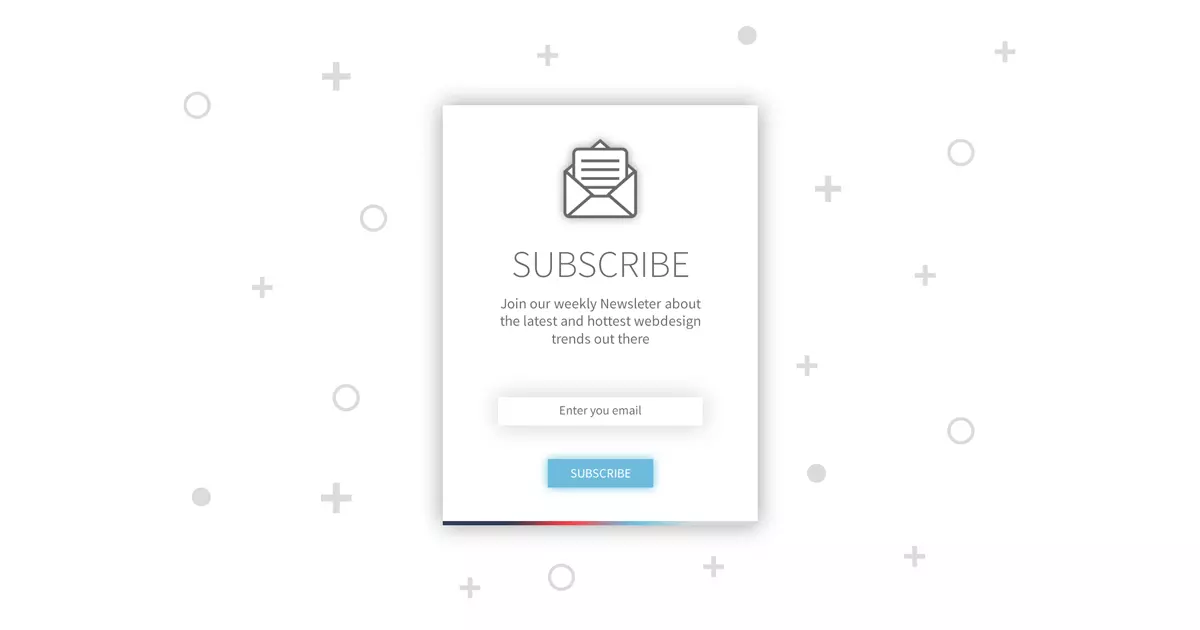 SUBSCRIBE
Join our weekly Newsleter about
the latest and hottest webdesign
trends out there
Enter you email
SUBSCRIBE